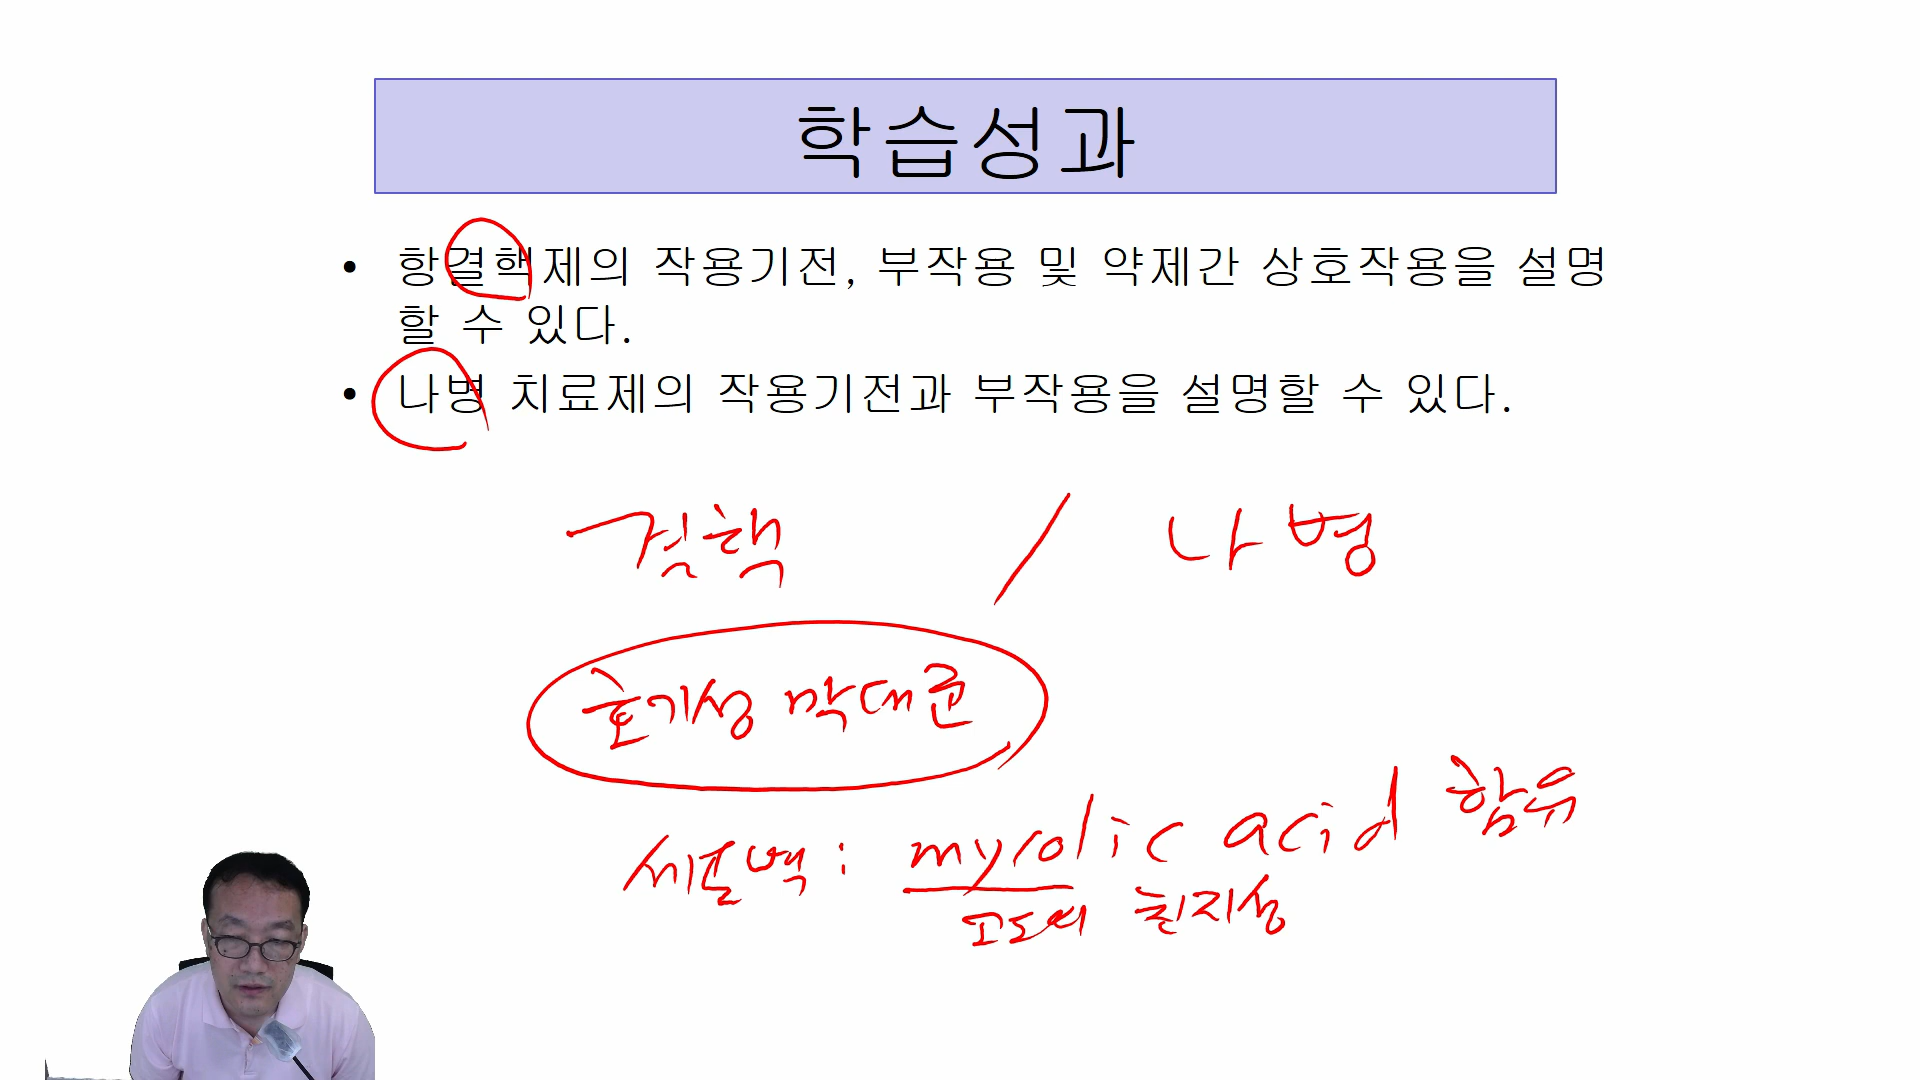 학습성과
• 항결핵제의 작용기전, 부작용 및 약제간 상호작용을 설명
할 수 있다.
• 나병 치료제의 작용기전과 부작용을 설명할 수 있다.
결핵 / 나병
호기성 막대균
세포벽 : mycolic acid 함유
고도의 친지성